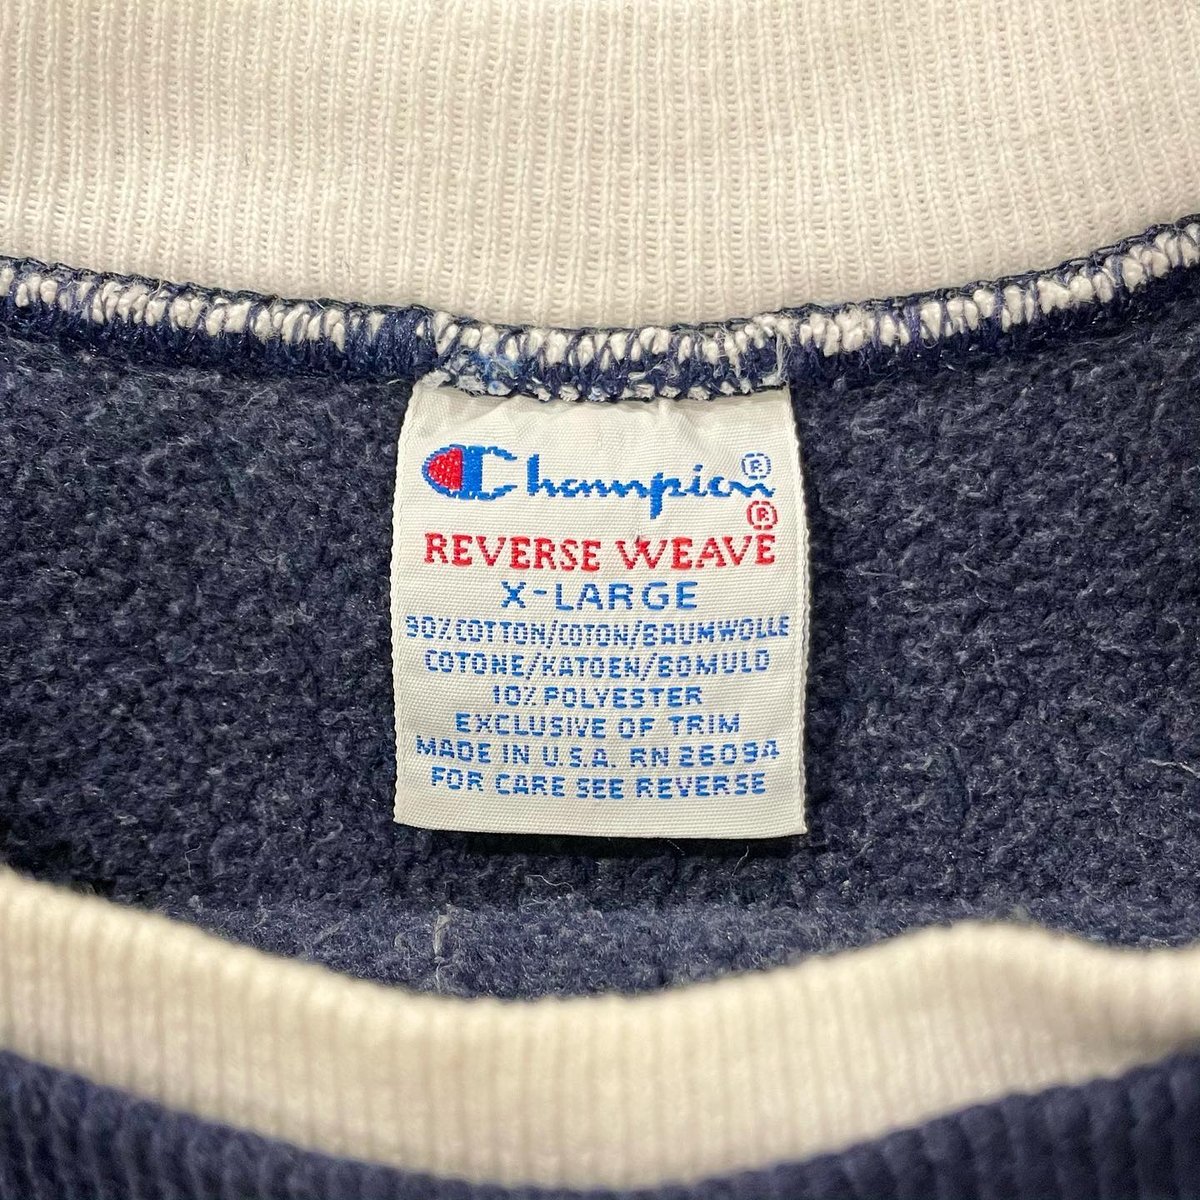 Champion®
®
REVERSE WEAVE
X-LARGE
90% COTTON/COTON/BAUMWOLLE
COTONE/KATOEN/BOMULD
10% POLYESTER
EXCLUSIVE OF TRIM
MADE IN U.S.A. RN 26094
FOR CARE SEE REVERSE